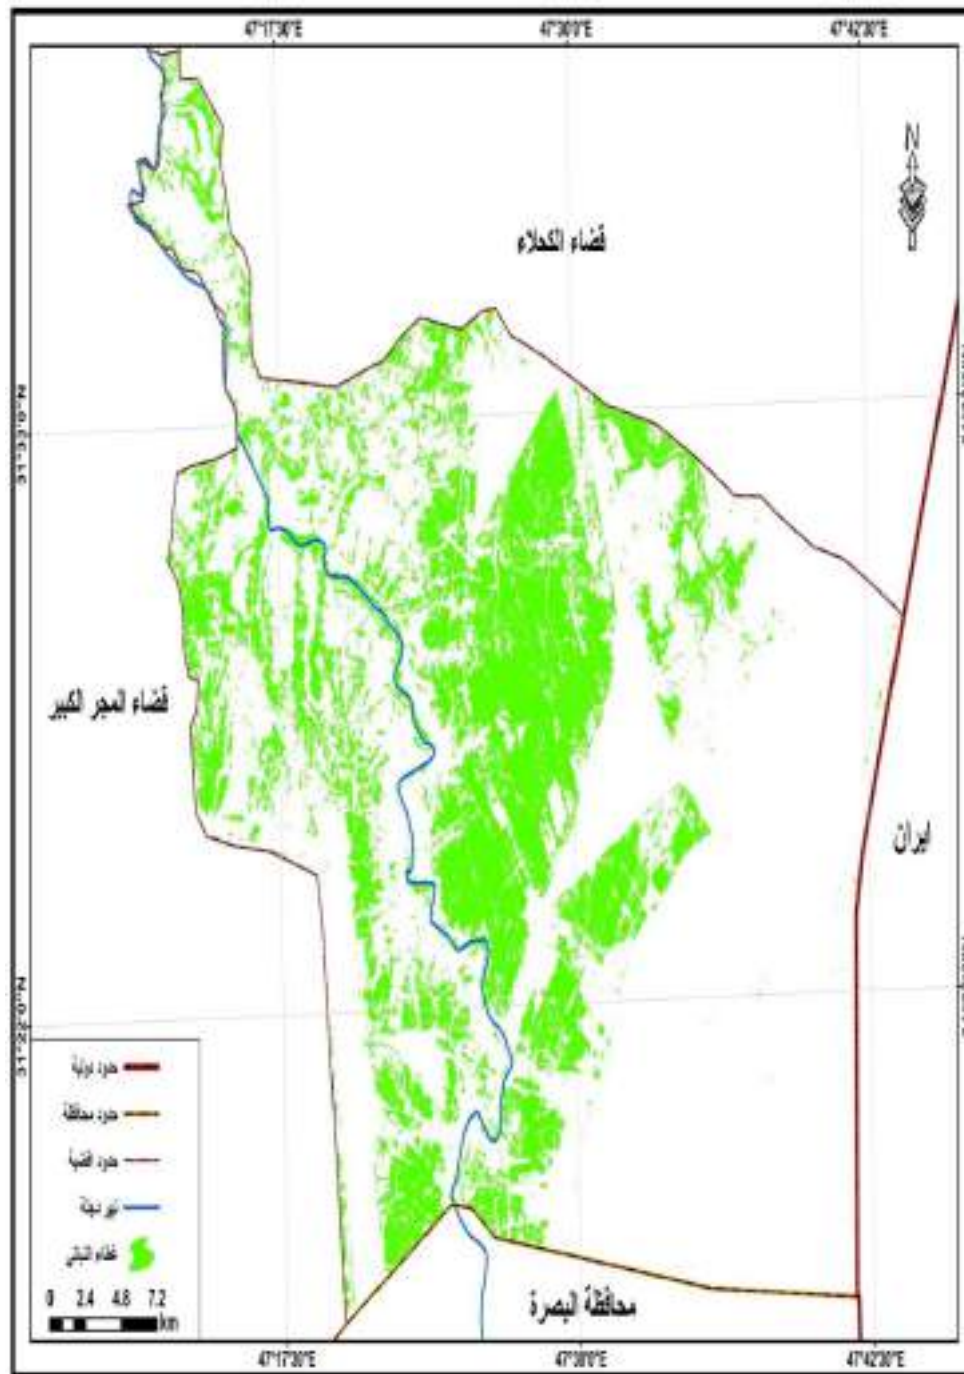 47°17'30"E 47°30'0"E 47°42'30"E
N
قضاء الكحلاء
31°33'0"N
قضاء المجر الكبير
ايران
31°22'0"N
حدود دولية
حدود محافظة
حدود اقضية
نهر دجلة
غطاء النباتي
0 2.4 4.8 7.2
km
محافظة البصرة
47°17'30"E 47°30'0"E 47°42'30"E